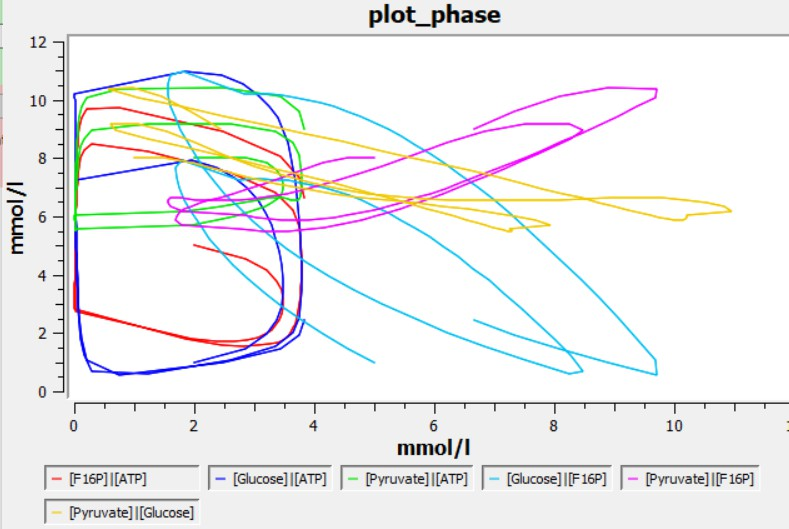 plot_phase
12
10
8
6
4
2
0
mmol/l
0 2 4 6 8 10
mmol/l
[F16P]|[ATP] [Glucose]|[ATP] [Pyruvate]|[ATP] [Glucose]|[F16P] [Pyruvate]|[F16P]
[Pyruvate]|[Glucose]